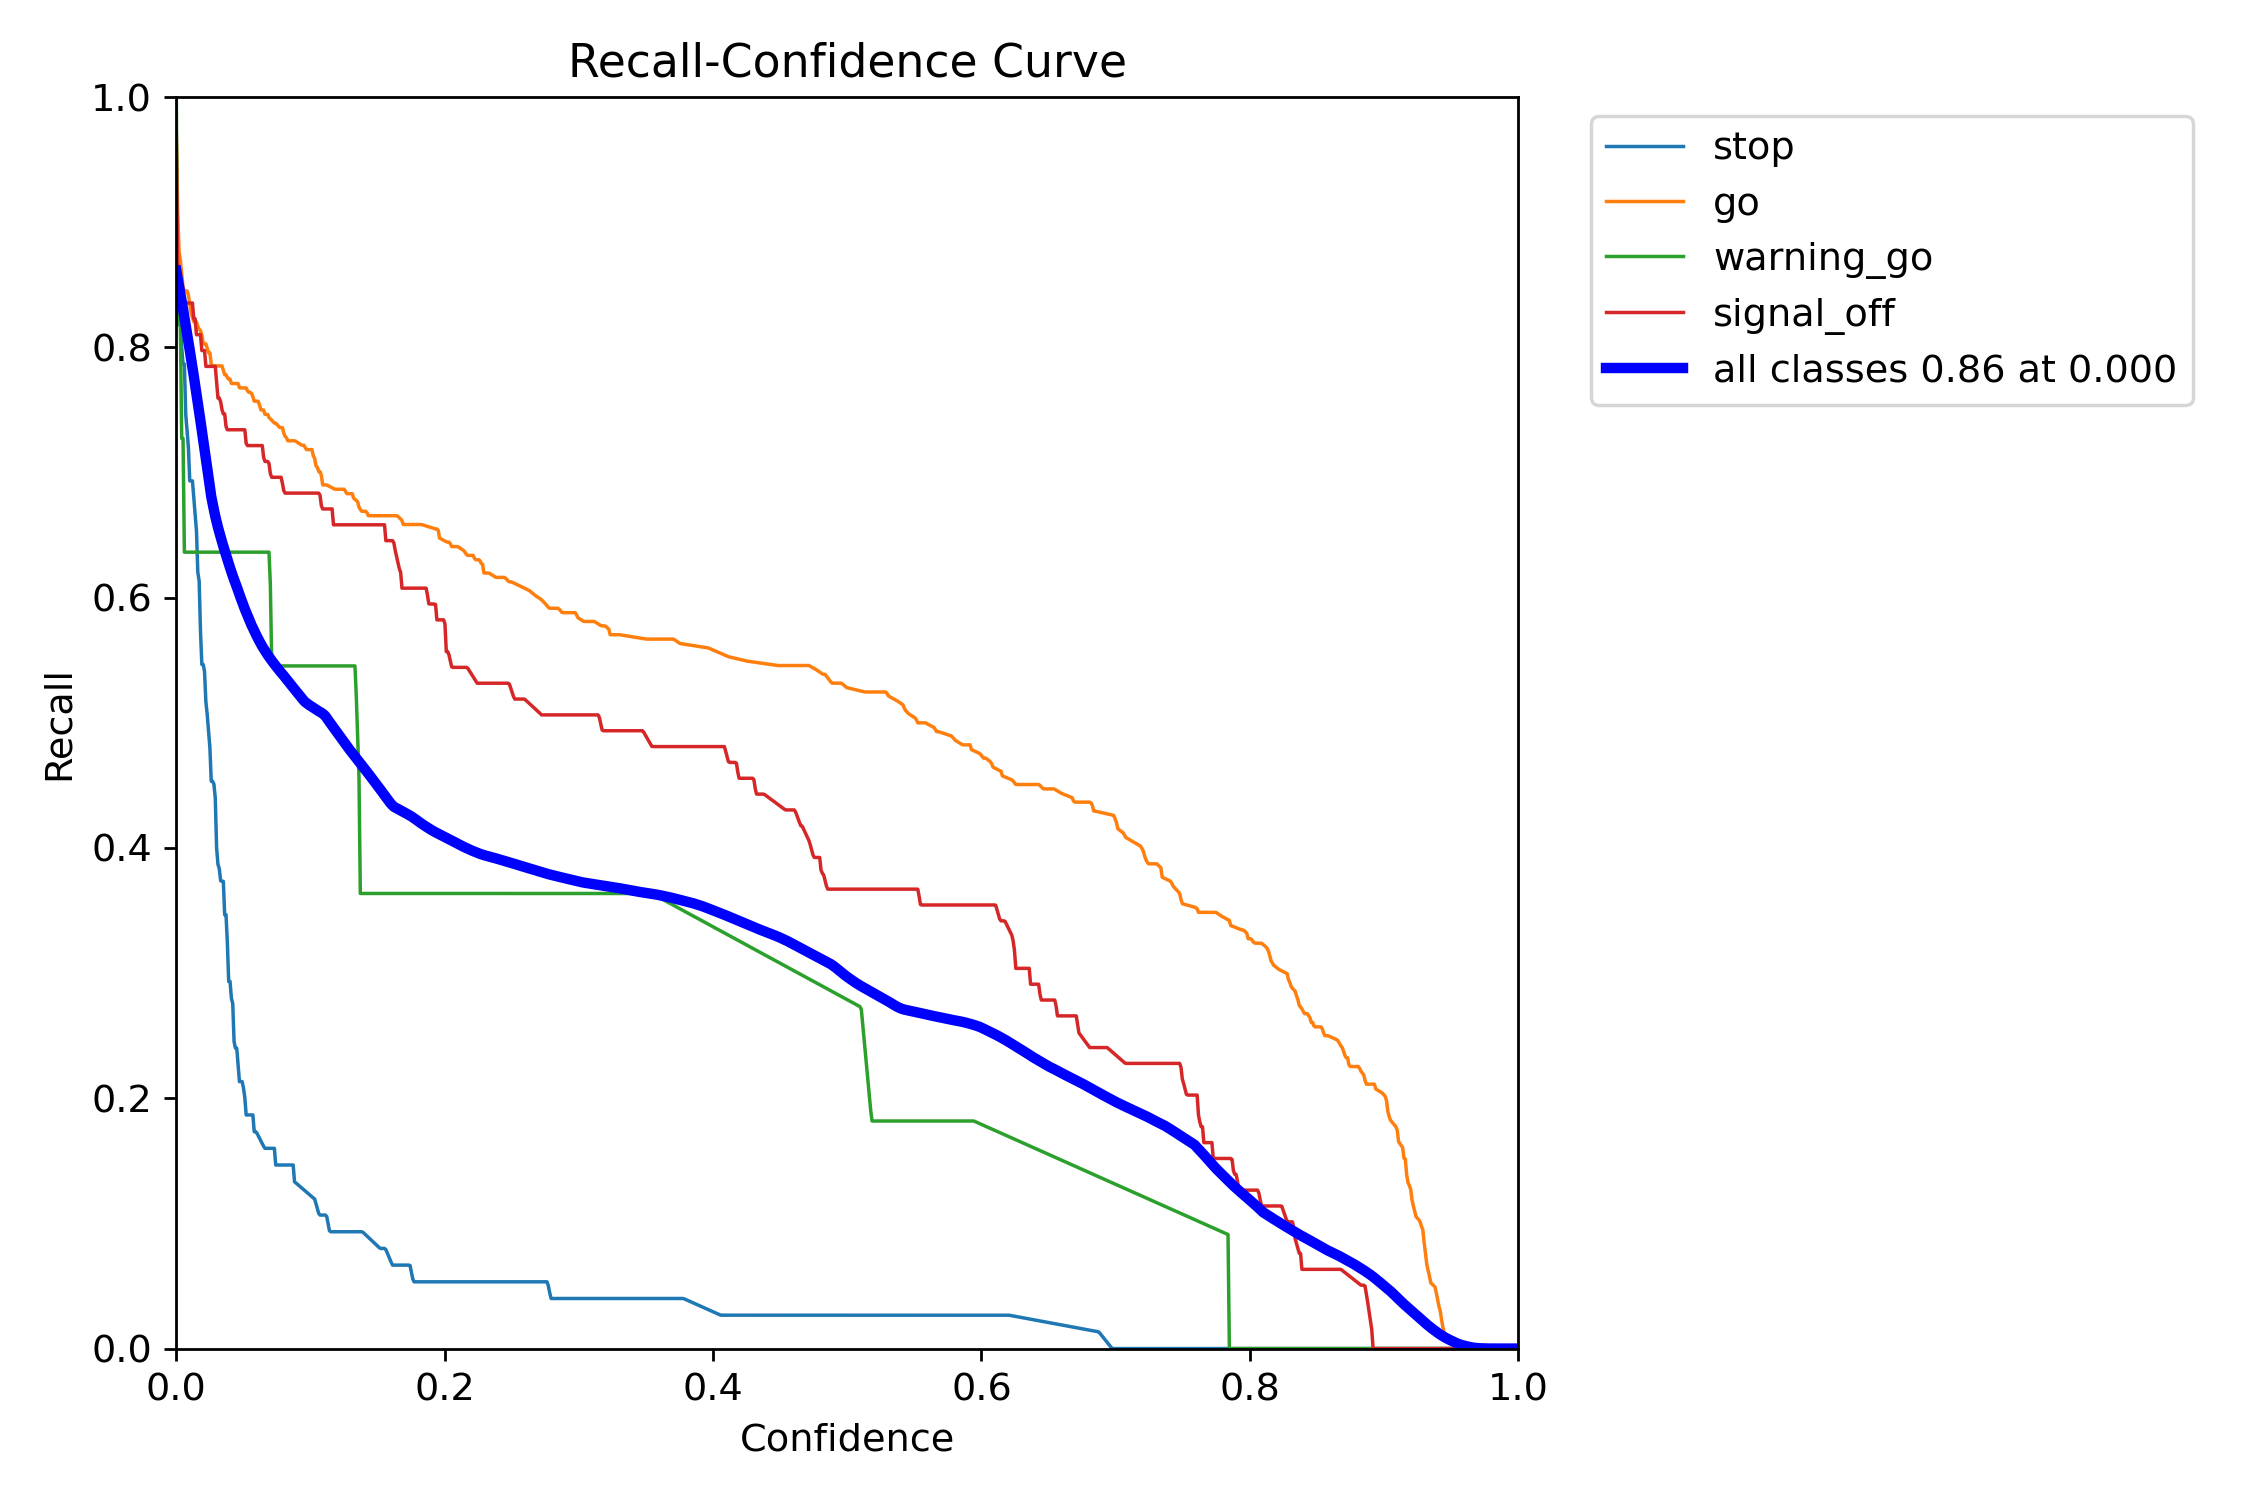 Recall-Confidence Curve
1.0
0.8
0.6
0.4
0.2
0.0
Recall
0.0 0.2 0.4 0.6 0.8 1.0
Confidence
stop
go
warning_go
signal_off
all classes 0.86 at 0.000